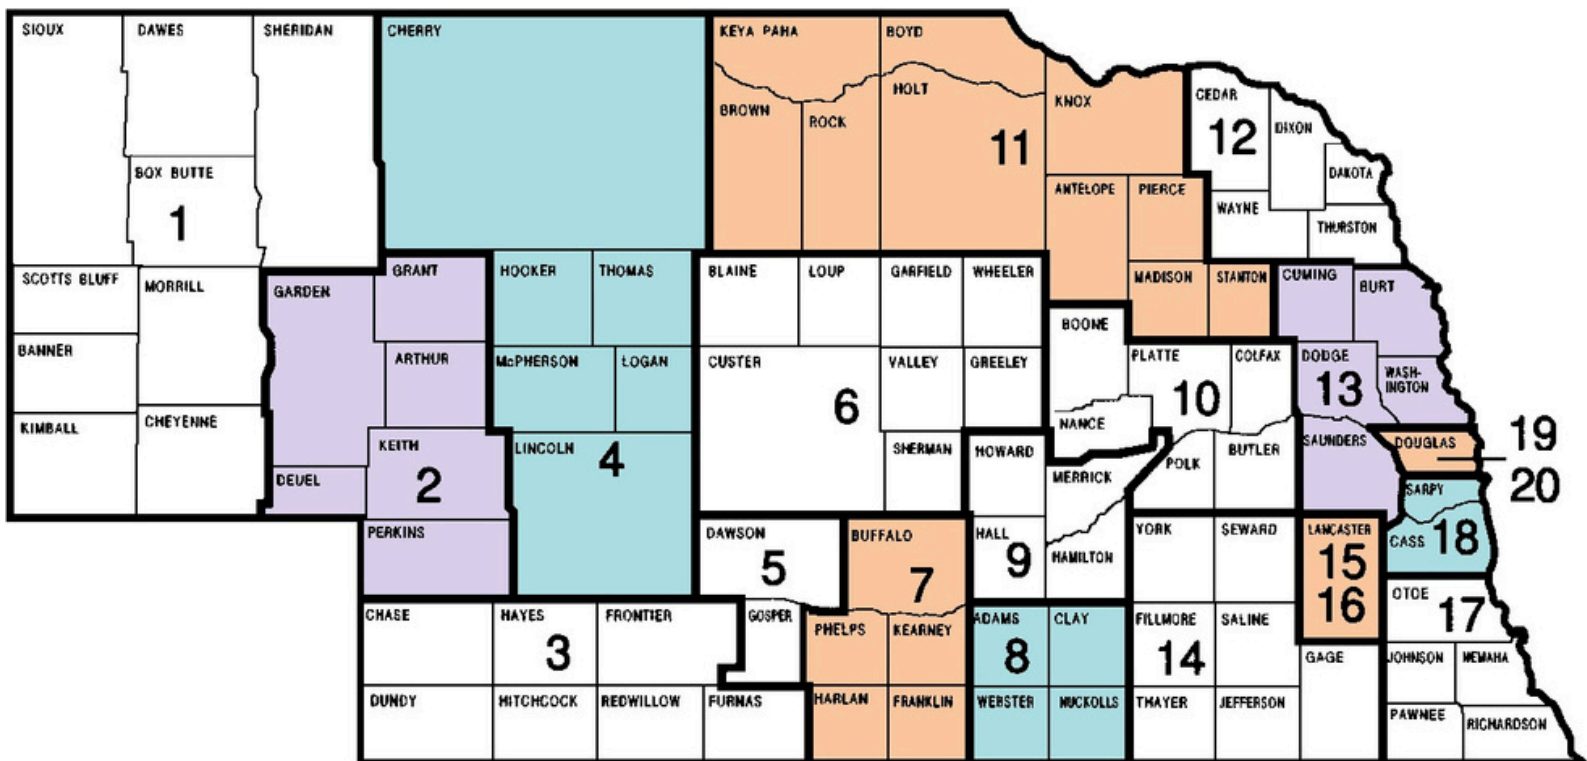 SIOUX
DAWES
SHERIDAN
CHERRY
KEYA PAHA
BOYD
HOLT
BROWN
ROCK
KNOX
11
CEDAR
12
DIXON
DAKOTA
BOX BUTTE
1
ANTELOPE
PIERCE
WAYNE
THURSTON
SCOTTS BLUFF
MORRILL
GARDEN
GRANT
HOOKER
THOMAS
BLAINE
LOUP
GARFIELD
WHEELER
MADISON
STANTON
CUMING
BURT
BOONE
BANNER
ARTHUR
McPHERSON
LOGAN
CUSTER
VALLEY
GREELEY
PLATTE
COLFAX
DODGE
WASH-
INGTON
6
10
13
KIMBALL
CHEYENNE
NANCE
KEITH
LINCOLN
4
SHERMAN
HOWARD
MERRICK
POLK
BUTLER
SAUNDERS
DOUGLAS
19
20
DEUEL
2
SARPY
PERKINS
DAWSON
5
BUFFALO
7
HALL
9
HAMILTON
YORK
SEWARD
LANCASTER
15
16
CASS
18
CHASE
HAYES
FRONTIER
3
GOSPER
PHELPS
KEARNEY
ADAMS
CLAY
8
FILLMORE
SALINE
14
GAGE
OTOE
17
JOHNSON
NEMAHA
DUNDY
HITCHCOCK
REDWILLOW
FURNAS
HARLAN
FRANKLIN
WEBSTER
NUCKOLLS
THAYER
JEFFERSON
PAWNEE
RICHARDSON